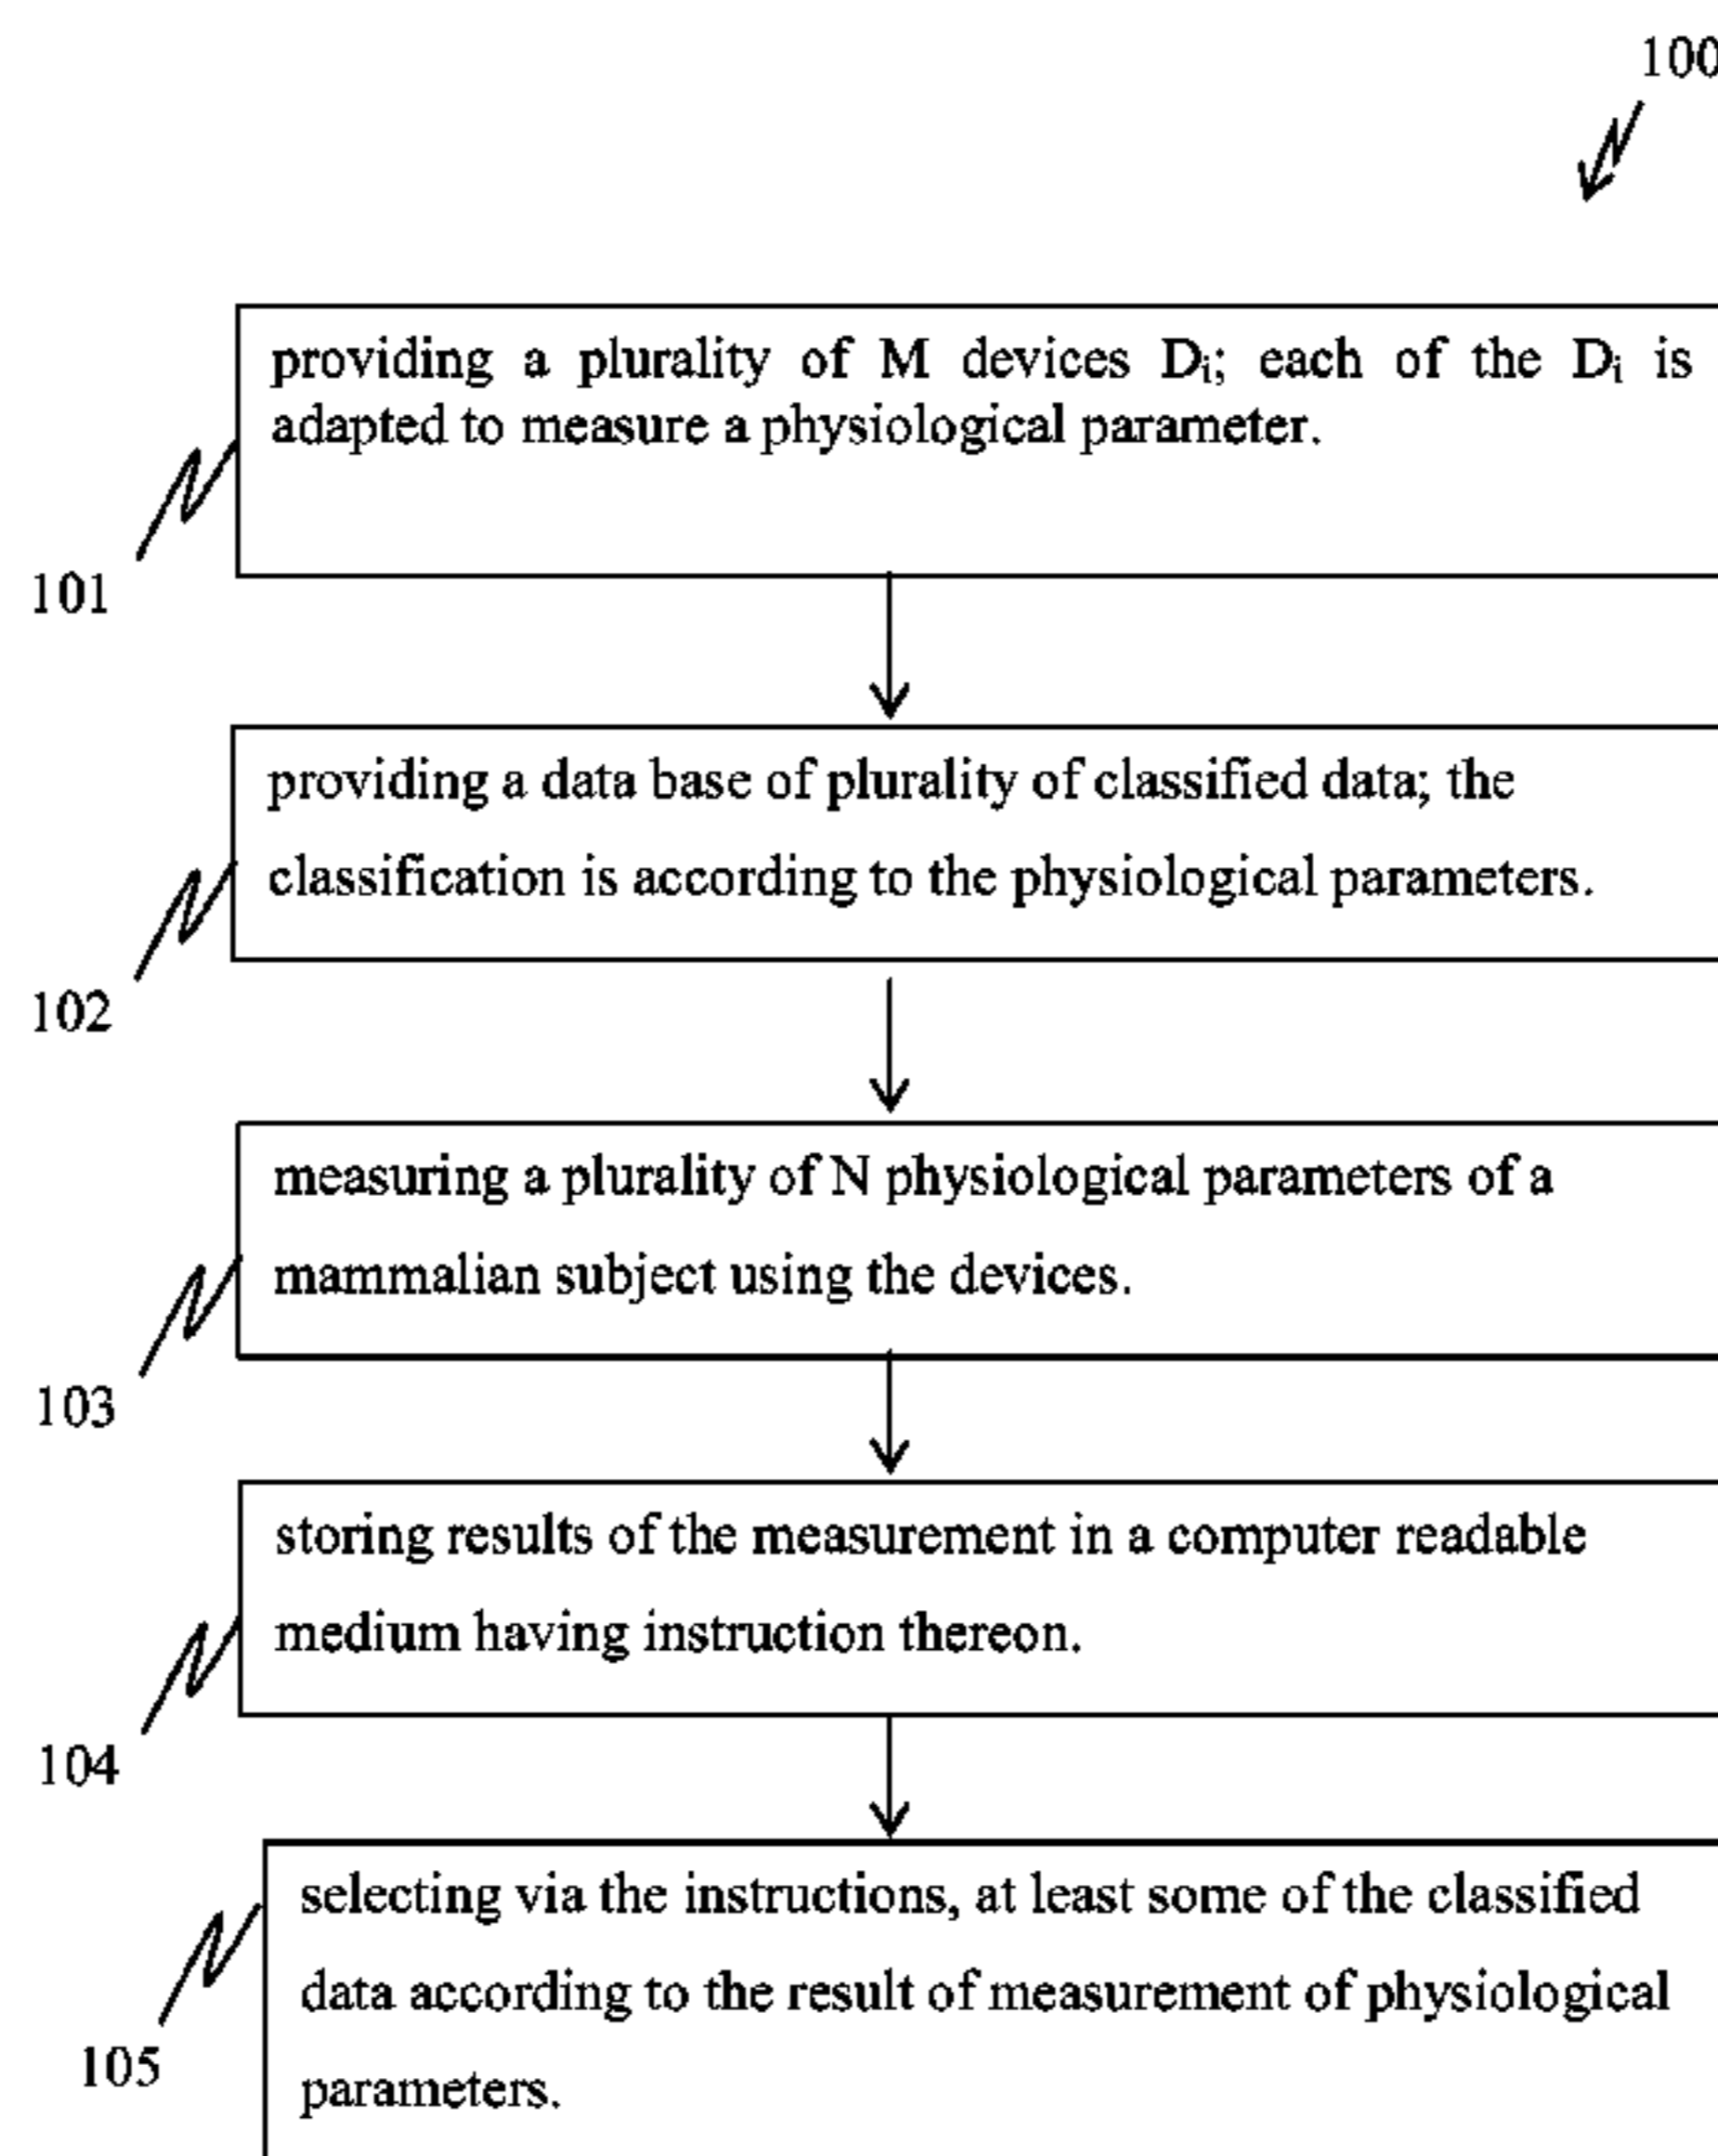 100
providing a plurality of M devices Di; each of the Di is
adapted to measure a physiological parameter.
101
providing a data base of plurality of classified data; the
classification is according to the physiological parameters.
102
measuring a plurality of N physiological parameters of a
mammalian subject using the devices.
103
storing results of the measurement in a computer readable
medium having instruction thereon.
104
selecting via the instructions, at least some of the classified
data according to the result of measurement of physiological
parameters.
105